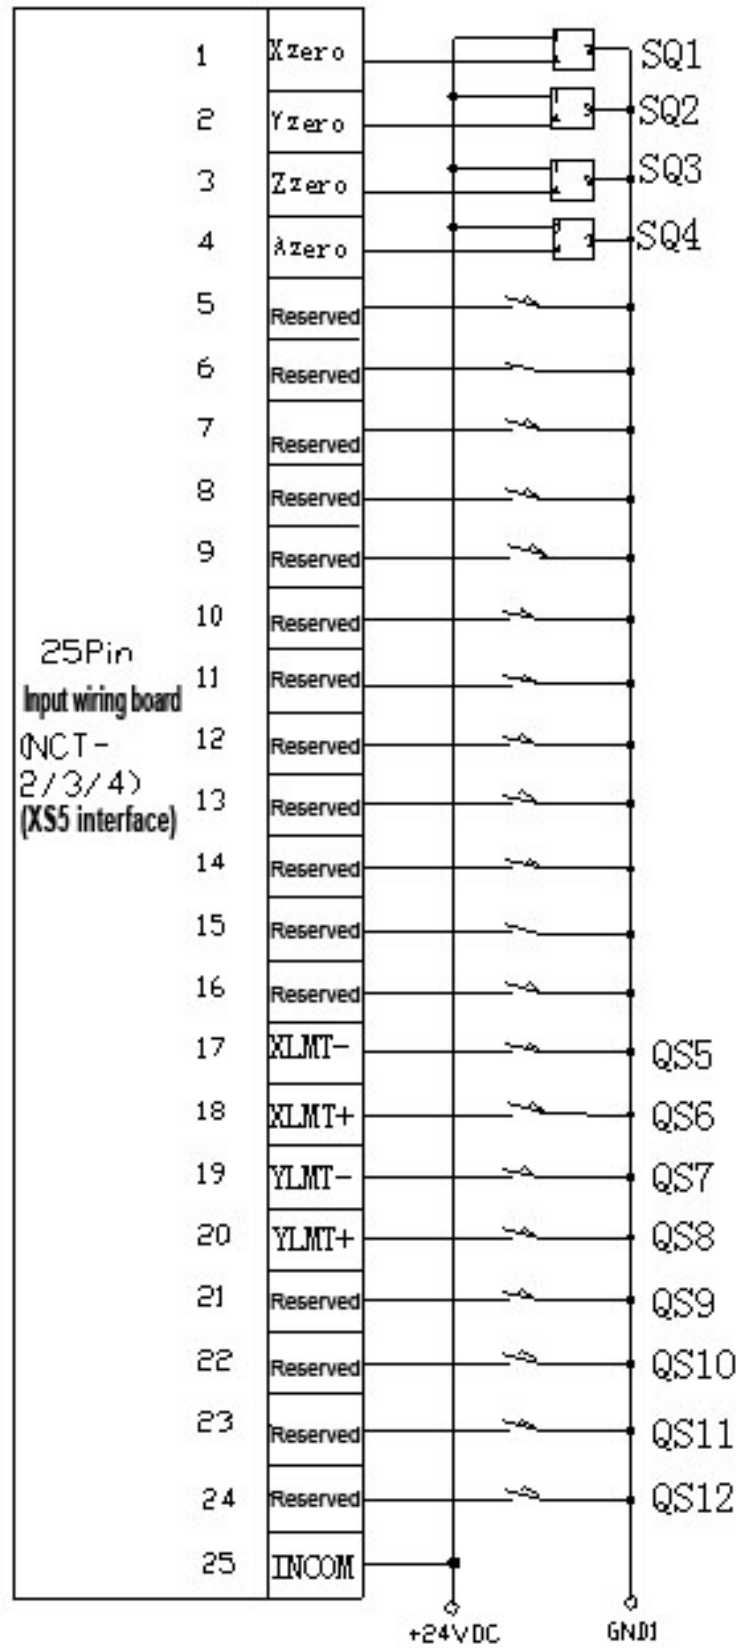 1 Xzero SQ1
2 Yzero SQ2
3 Zzero SQ3
4 Azero SQ4
5 Reserved
6 Reserved
7 Reserved
8 Reserved
9 Reserved
10 Reserved
25Pin
11 Reserved
Input wiring board
(NCT-
12 Reserved
2/3/4)
13 Reserved
(XS5 interface)
14 Reserved
15 Reserved
16 Reserved
17 XLMT- QS5
18 XLMT+ QS6
19 YLMT- QS7
20 YLMT+ QS8
21 Reserved QS9
22 Reserved QS10
23 Reserved QS11
24 Reserved QS12
25 INCOM
+24VDC GND1